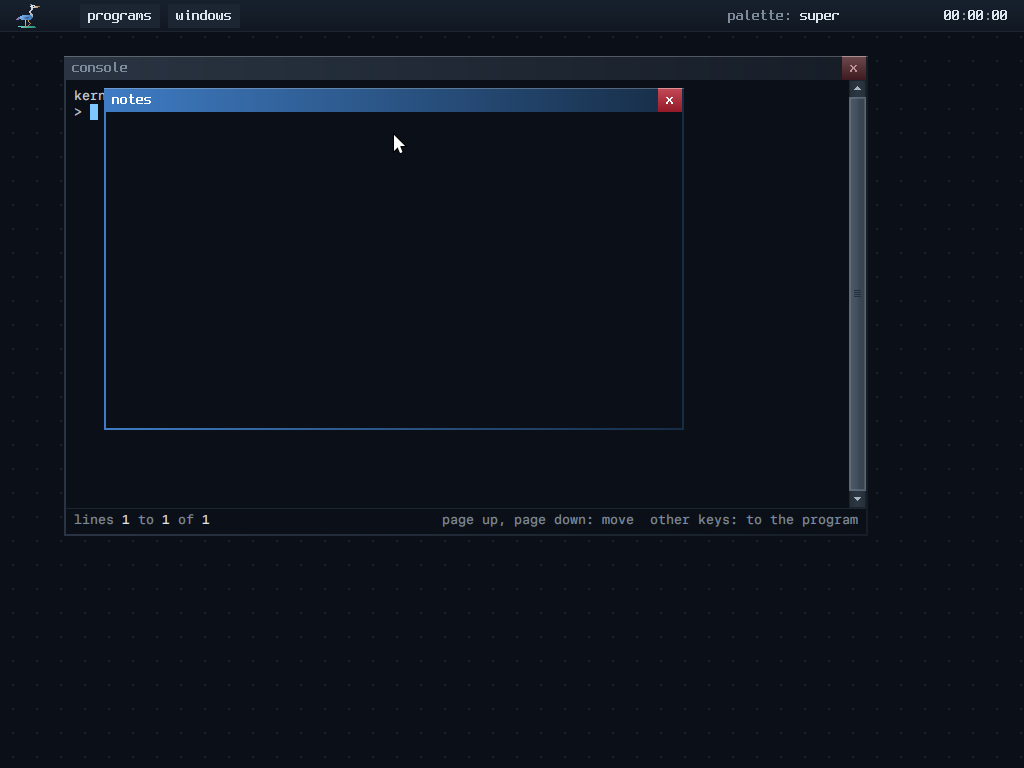 programs windows palette: super 00:00:00
console x
kern
notes x
>
lines 1 to 1 of 1 page up, page down: move other keys: to the program